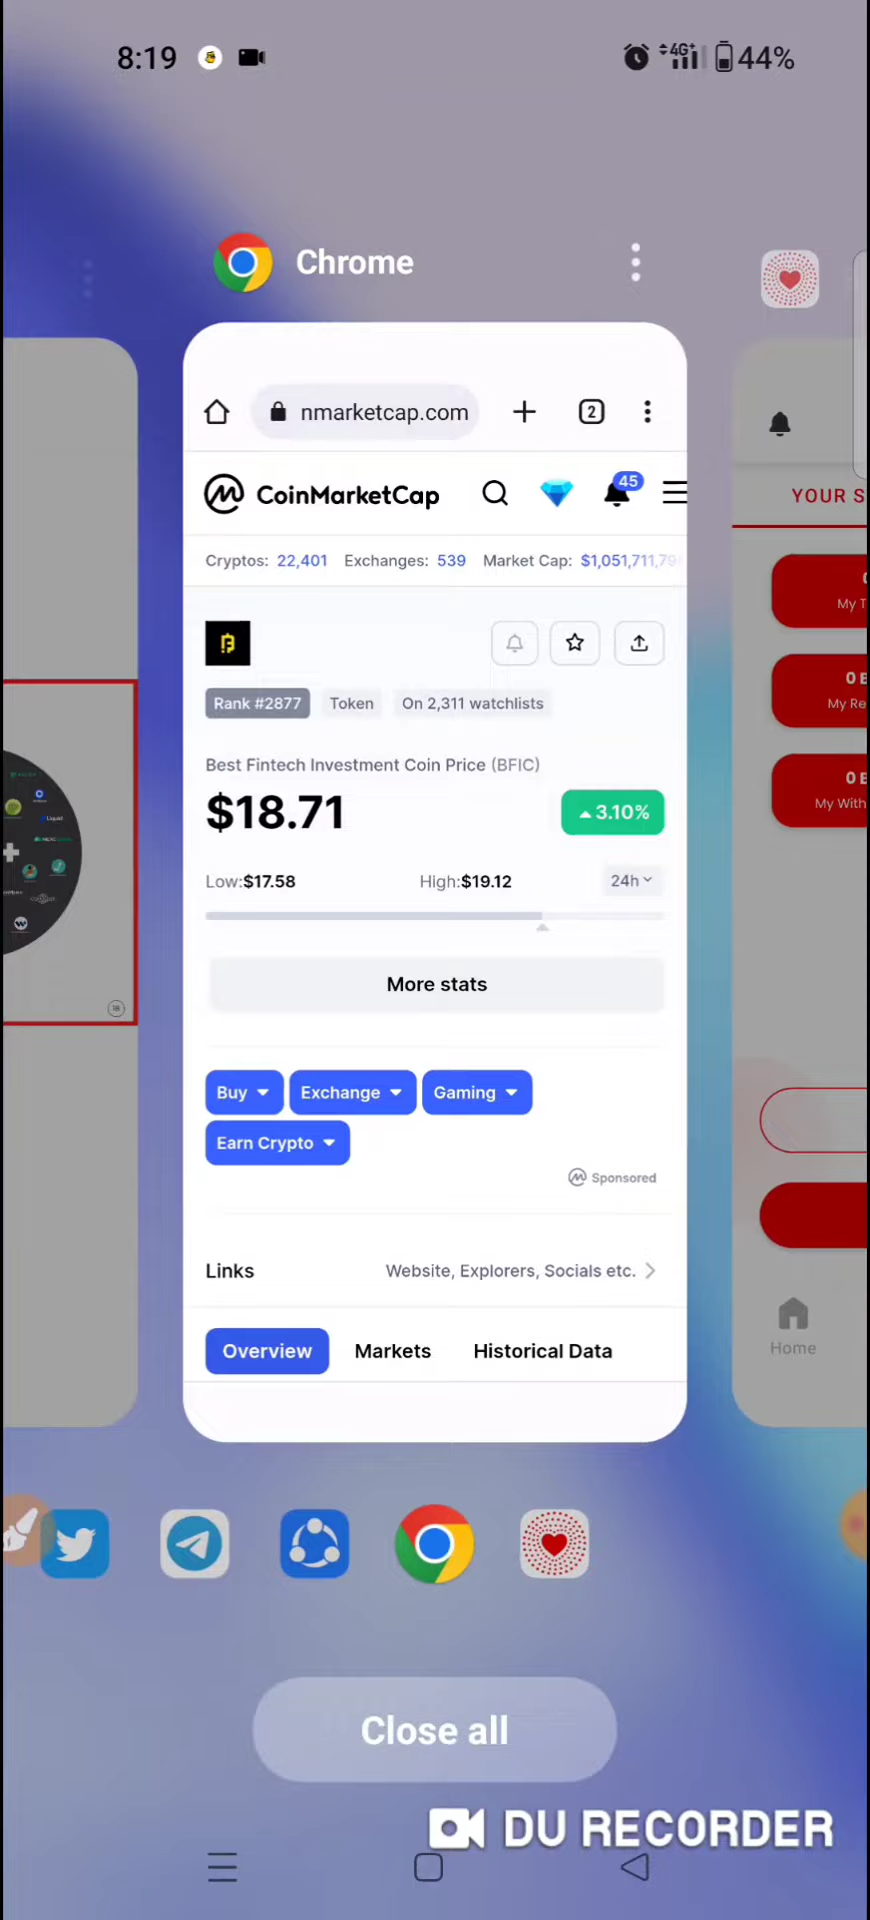 8:19
4G+ 44%
Chrome
nmarketcap.com
2
CoinMarketCap
45
Cryptos: 22,401 Exchanges: 539 Market Cap: $1,051,711,79
YOUR S
My T
0 E
My Re
0 E
My With
Home
Rank #2877 Token On 2,311 watchlists
Best Fintech Investment Coin Price (BFIC)
$18.71
3.10%
Low:$17.58 High:$19.12 24h
More stats
Buy Exchange Gaming
Earn Crypto
Sponsored
Links Website, Explorers, Socials etc.
Overview Markets Historical Data
Close all
DU RECORDER